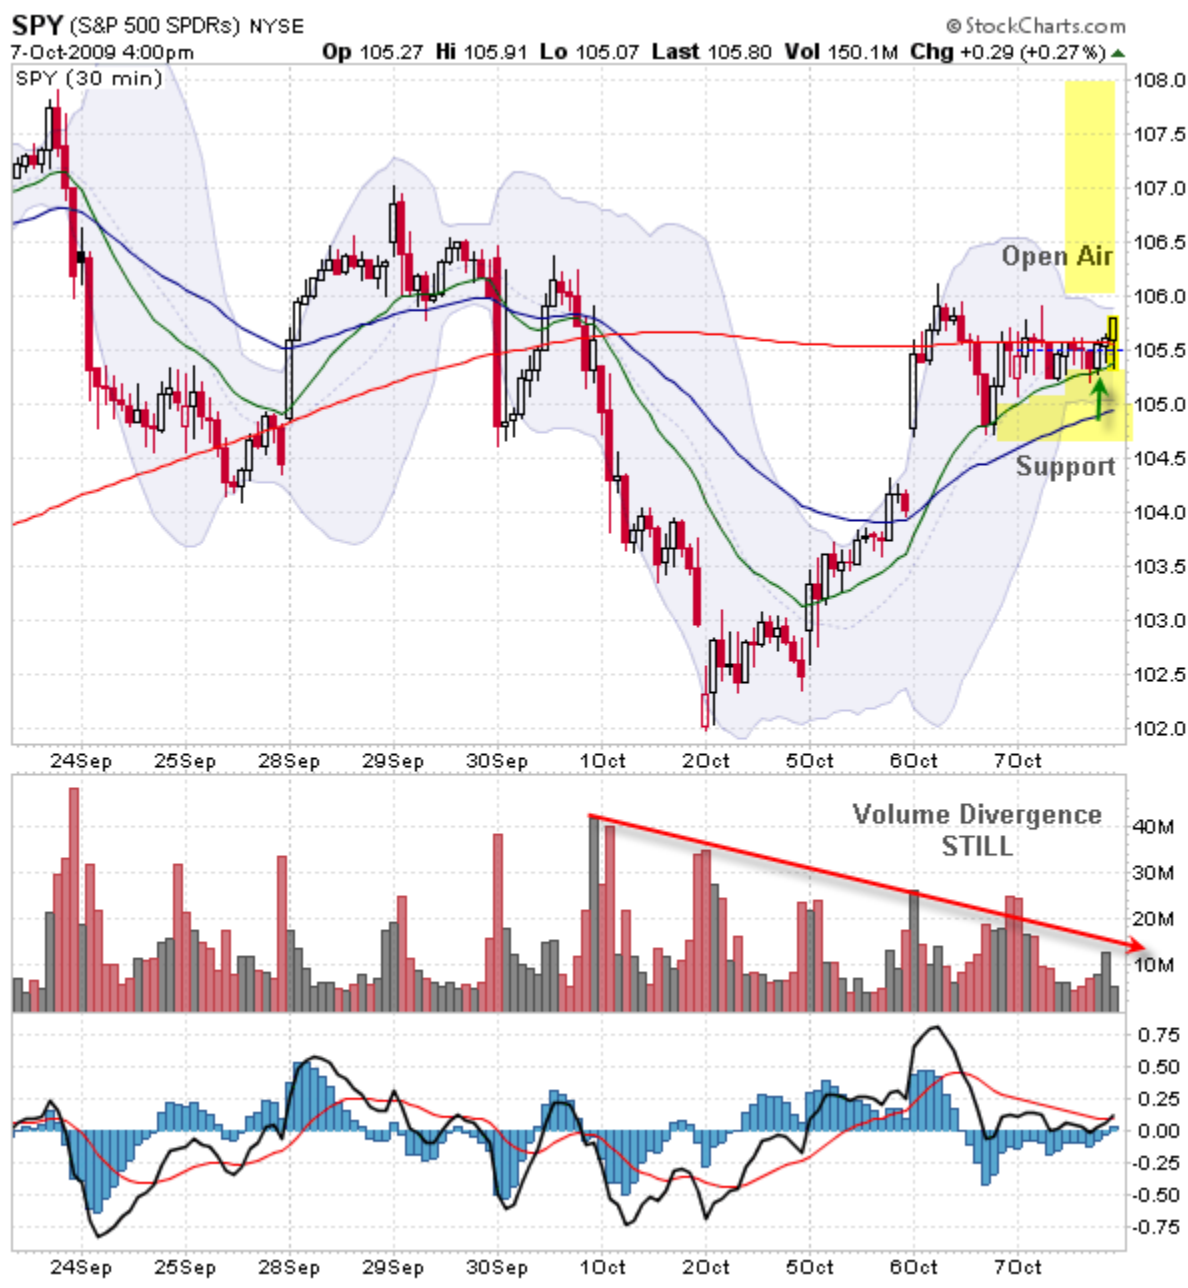 SPY (S&P 500 SPDRs) NYSE © StockCharts.com
7-Oct-2009 4:00pm Op 105.27 Hi 105.91 Lo 105.07 Last 105.80 Vol 150.1M Chg +0.29 (+0.27%)
SPY (30 min)
108.0
107.5
107.0
106.5
Open Air
106.0
105.5
105.0
104.5
Support
104.0
103.5
103.0
102.5
102.0
24Sep 25Sep 28Sep 29Sep 30Sep 1Oct 2Oct 5Oct 6Oct 7Oct
Volume Divergence
STILL
40M
30M
20M
10M
0.75
0.50
0.25
0.00
-0.25
-0.50
-0.75
24Sep 25Sep 28Sep 29Sep 30Sep 1Oct 2Oct 5Oct 6Oct 7Oct